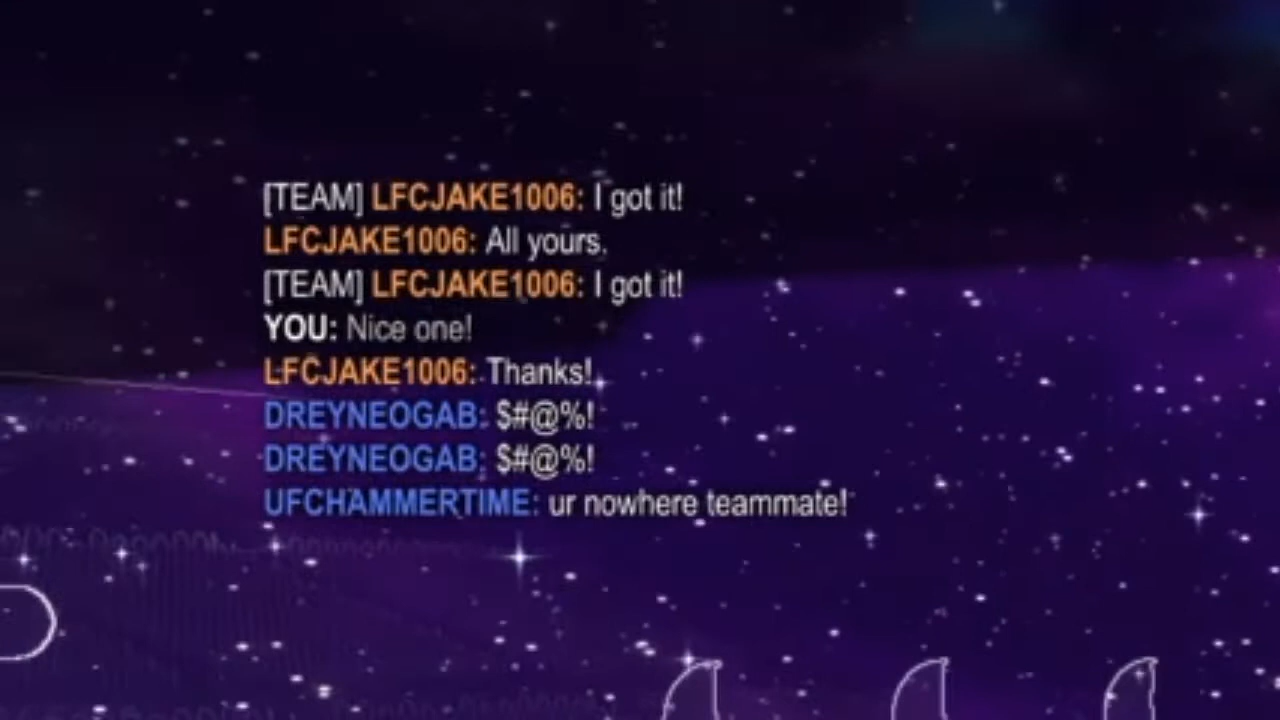 [TEAM] LFCJAKE1006: I got it!
LFCJAKE1006: All yours.
[TEAM] LFCJAKE1006: I got it!
YOU: Nice one!
LFCJAKE1006: Thanks!
DREYNEOGAB: $#@%!
DREYNEOGAB: $#@%!
UFCHAMMERTIME: ur nowhere teammate!